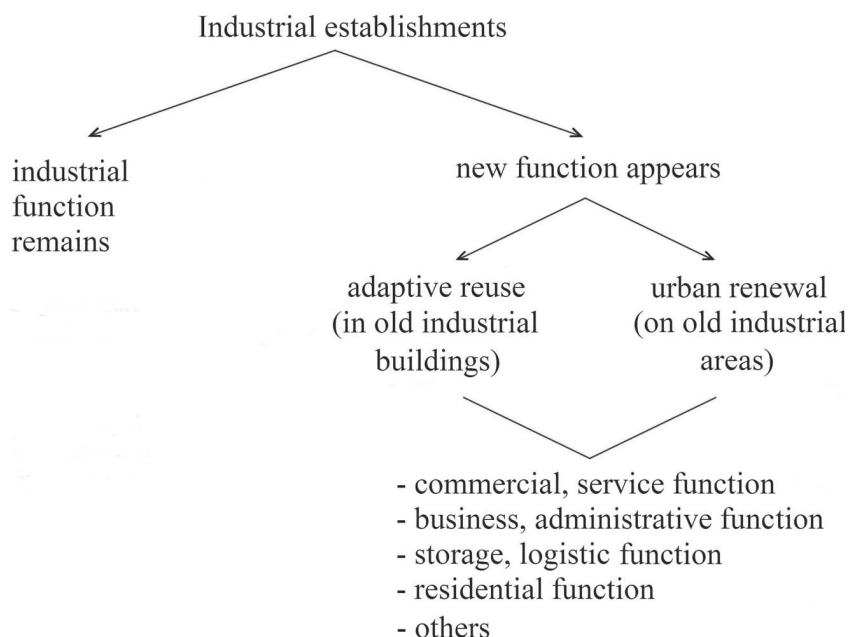 Industrial establishments
industrial
function
remains
new function appears
adaptive reuse
(in old industrial
buildings)
urban renewal
(on old industrial
areas)
- commercial, service function
- business, administrative function
- storage, logistic function
- residential function
- others